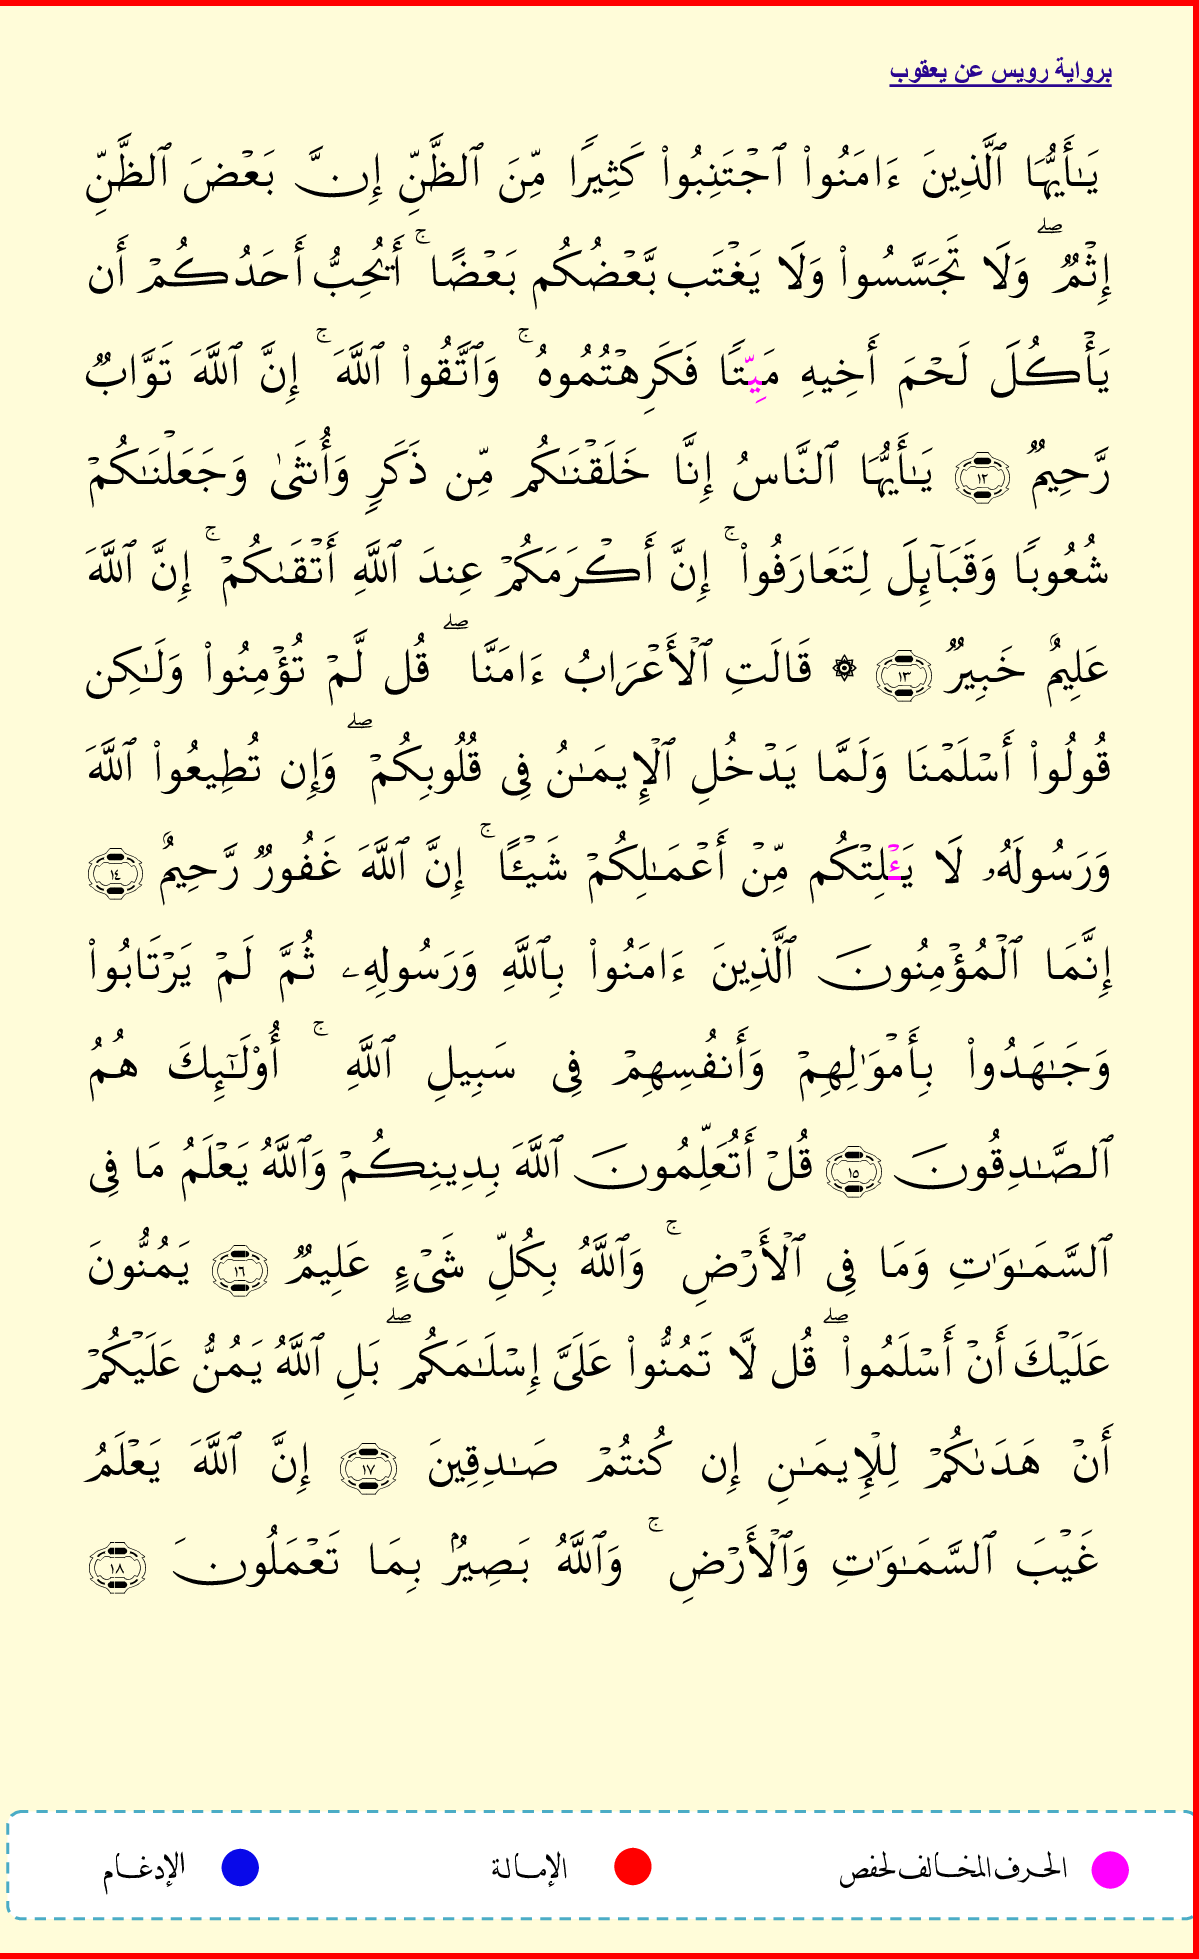 برواية رويس عن يعقوب
يَـٰٓأَيُّهَا ٱلَّذِينَ ءَامَنُوا۟ ٱجْتَنِبُوا۟ كَثِيرًا مِّنَ ٱلظَّنِّ إِنَّ بَعْضَ ٱلظَّنِّ
إِثْمٌ ۖ وَلَا تَجَسَّسُوا۟ وَلَا يَغْتَب بَّعْضُكُم بَعْضًا ۚ أَيُحِبُّ أَحَدُكُمْ أَن
يَأْكُلَ لَحْمَ أَخِيهِ مَيِّتًا فَكَرِهْتُمُوهُ ۚ وَٱتَّقُوا۟ ٱللَّهَ ۚ إِنَّ ٱللَّهَ تَوَّابٌ
رَّحِيمٌ ١٢ يَـٰٓأَيُّهَا ٱلنَّاسُ إِنَّا خَلَقْنَـٰكُم مِّن ذَكَرٍ وَأُنثَىٰ وَجَعَلْنَـٰكُمْ
شُعُوبًا وَقَبَآئِلَ لِتَعَارَفُوا۟ ۚ إِنَّ أَكْرَمَكُمْ عِندَ ٱللَّهِ أَتْقَىٰكُمْ ۚ إِنَّ ٱللَّهَ
عَلِيمٌ خَبِيرٌ ١٣ ۞ قَالَتِ ٱلْأَعْرَابُ ءَامَنَّا ۖ قُل لَّمْ تُؤْمِنُوا۟ وَلَـٰكِن
قُولُوٓا۟ أَسْلَمْنَا وَلَمَّا يَدْخُلِ ٱلْإِيمَـٰنُ فِى قُلُوبِكُمْ ۖ وَإِن تُطِيعُوا۟ ٱللَّهَ
وَرَسُولَهُۥ لَا يَـْٔلِتْكُم مِّنْ أَعْمَـٰلِكُمْ شَيْـًٔا ۚ إِنَّ ٱللَّهَ غَفُورٌ رَّحِيمٌ ١٤
إِنَّمَا ٱلْمُؤْمِنُونَ ٱلَّذِينَ ءَامَنُوا۟ بِٱللَّهِ وَرَسُولِهِۦ ثُمَّ لَمْ يَرْتَابُوا۟
وَجَـٰهَدُوا۟ بِأَمْوَٰلِهِمْ وَأَنفُسِهِمْ فِى سَبِيلِ ٱللَّهِ ۚ أُو۟لَـٰٓئِكَ هُمُ
ٱلصَّـٰدِقُونَ ١٥ قُلْ أَتُعَلِّمُونَ ٱللَّهَ بِدِينِكُمْ وَٱللَّهُ يَعْلَمُ مَا فِى
ٱلسَّمَـٰوَٰتِ وَمَا فِى ٱلْأَرْضِ ۚ وَٱللَّهُ بِكُلِّ شَىْءٍ عَلِيمٌ ١٦ يَمُنُّونَ
عَلَيْكَ أَنْ أَسْلَمُوا۟ ۖ قُل لَّا تَمُنُّوا۟ عَلَىَّ إِسْلَـٰمَكُم ۖ بَلِ ٱللَّهُ يَمُنُّ عَلَيْكُمْ
أَنْ هَدَىٰكُمْ لِلْإِيمَـٰنِ إِن كُنتُمْ صَـٰدِقِينَ ١٧ إِنَّ ٱللَّهَ يَعْلَمُ
غَيْبَ ٱلسَّمَـٰوَٰتِ وَٱلْأَرْضِ ۚ وَٱللَّهُ بَصِيرٌۢ بِمَا تَعْمَلُونَ ١٨
الحرف المخالف لحفص الإمالة الإدغام